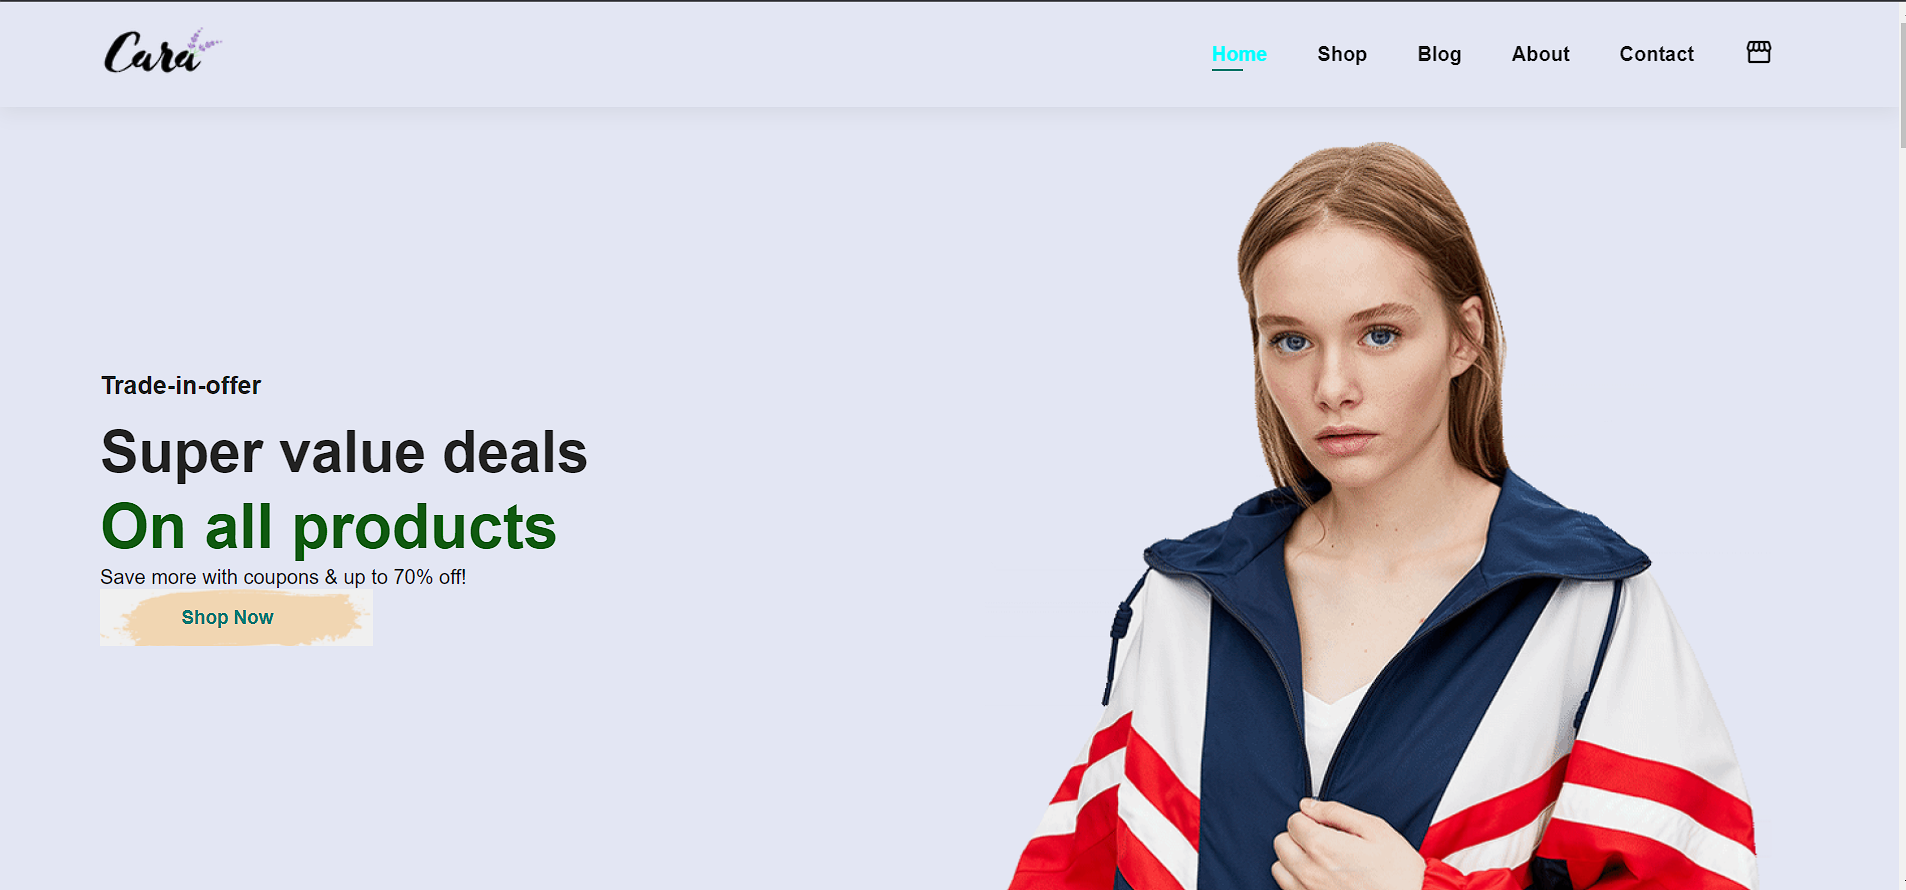 Cara
Home Shop Blog About Contact
Trade-in-offer
Super value deals
On all products
Save more with coupons & up to 70% off!
Shop Now